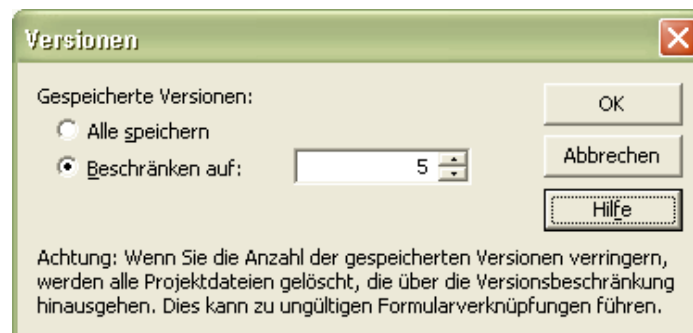 Versionen
Gespeicherte Versionen:
OK
Alle speichern
Beschränken auf: 5
Abbrechen
Hilfe
Achtung: Wenn Sie die Anzahl der gespeicherten Versionen verringern,
werden alle Projektdateien gelöscht, die über die Versionsbeschränkung
hinausgehen. Dies kann zu ungültigen Formularverknüpfungen führen.